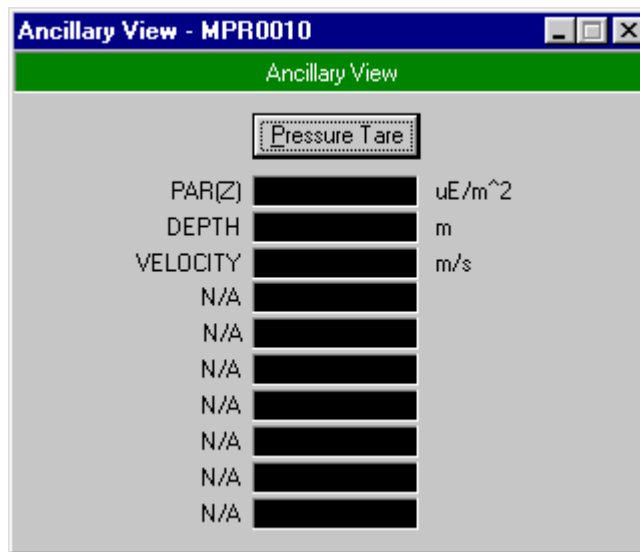 Ancillary View - MPR0010
Ancillary View
Pressure Tare
PAR(Z) uE/m^2
DEPTH m
VELOCITY m/s
N/A
N/A
N/A
N/A
N/A
N/A
N/A